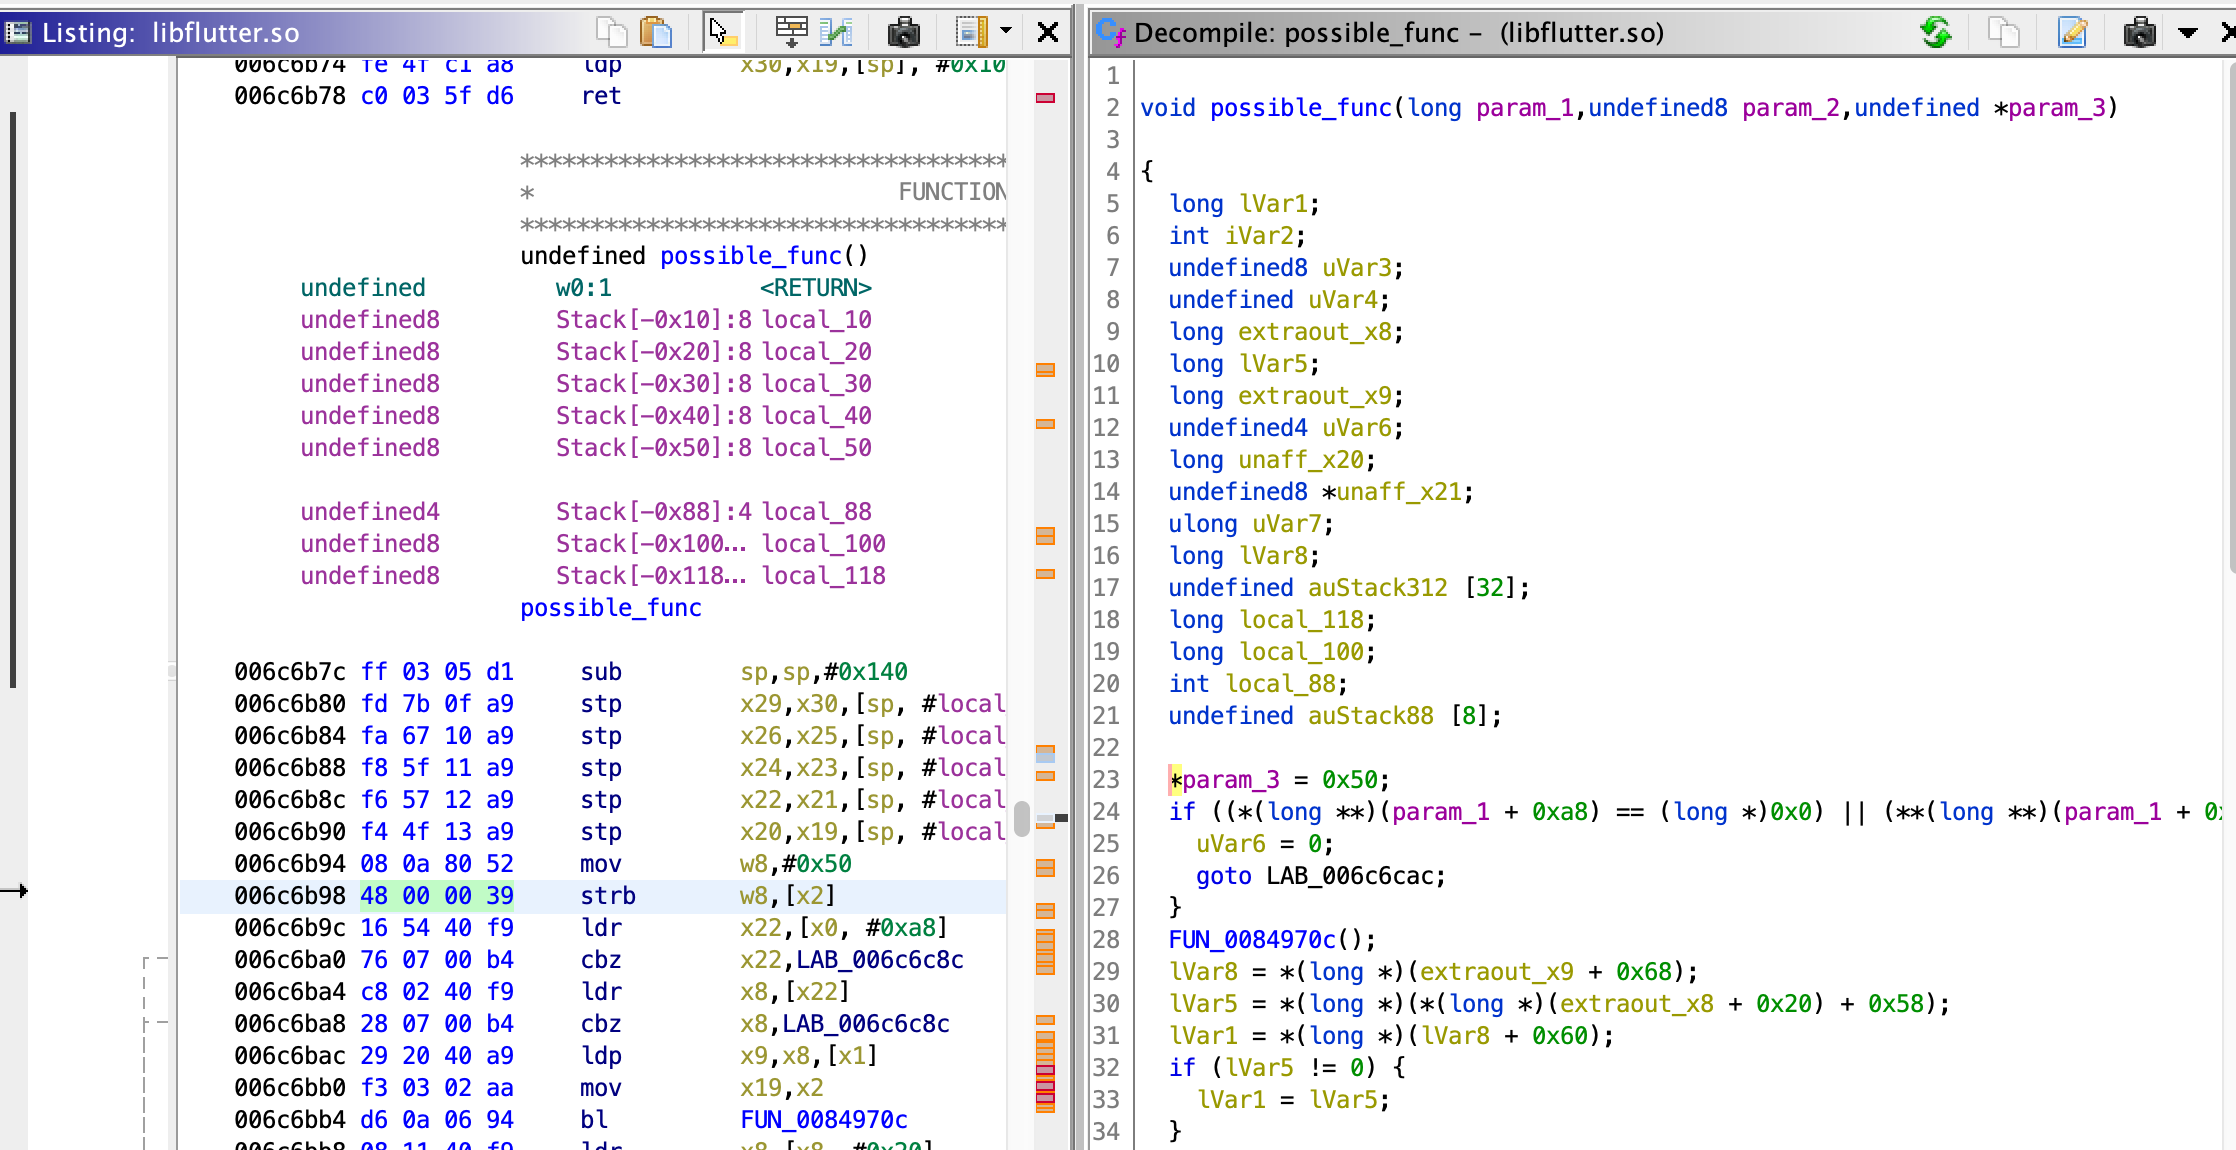 Listing: libflutter.so
006c6b74 fe 4f c1 a8 ldp x30,x19,[sp], #0x10
006c6b78 c0 03 5f d6 ret
*************************************
* FUNCTION
*************************************
undefined possible_func()
undefined w0:1 <RETURN>
undefined8 Stack[-0x10]:8 local_10
undefined8 Stack[-0x20]:8 local_20
undefined8 Stack[-0x30]:8 local_30
undefined8 Stack[-0x40]:8 local_40
undefined8 Stack[-0x50]:8 local_50
undefined4 Stack[-0x88]:4 local_88
undefined8 Stack[-0x100... local_100
undefined8 Stack[-0x118... local_118
possible_func
006c6b7c ff 03 05 d1 sub sp,sp,#0x140
006c6b80 fd 7b 0f a9 stp x29,x30,[sp, #local
006c6b84 fa 67 10 a9 stp x26,x25,[sp, #local
006c6b88 f8 5f 11 a9 stp x24,x23,[sp, #local
006c6b8c f6 57 12 a9 stp x22,x21,[sp, #local
006c6b90 f4 4f 13 a9 stp x20,x19,[sp, #local
006c6b94 08 0a 80 52 mov w8,#0x50
006c6b98 48 00 00 39 strb w8,[x2]
006c6b9c 16 54 40 f9 ldr x22,[x0, #0xa8]
006c6ba0 76 07 00 b4 cbz x22,LAB_006c6c8c
006c6ba4 c8 02 40 f9 ldr x8,[x22]
006c6ba8 28 07 00 b4 cbz x8,LAB_006c6c8c
006c6bac 29 20 40 a9 ldp x9,x8,[x1]
006c6bb0 f3 03 02 aa mov x19,x2
006c6bb4 d6 0a 06 94 bl FUN_0084970c
006c6bb8 08 11 40 f9 ldr x8,[x8, #0x20]
Decompile: possible_func - (libflutter.so)
1
2 void possible_func(long param_1,undefined8 param_2,undefined *param_3)
3
4 {
5 long lVar1;
6 int iVar2;
7 undefined8 uVar3;
8 undefined uVar4;
9 long extraout_x8;
10 long lVar5;
11 long extraout_x9;
12 undefined4 uVar6;
13 long unaff_x20;
14 undefined8 *unaff_x21;
15 ulong uVar7;
16 long lVar8;
17 undefined auStack312 [32];
18 long local_118;
19 long local_100;
20 int local_88;
21 undefined auStack88 [8];
22
23 *param_3 = 0x50;
24 if ((*(long **)(param_1 + 0xa8) == (long *)0x0) || (**(long **)(param_1 + 0
25 uVar6 = 0;
26 goto LAB_006c6cac;
27 }
28 FUN_0084970c();
29 lVar8 = *(long *)(extraout_x9 + 0x68);
30 lVar5 = *(long *)(*(long *)(extraout_x8 + 0x20) + 0x58);
31 lVar1 = *(long *)(lVar8 + 0x60);
32 if (lVar5 != 0) {
33 lVar1 = lVar5;
34 }